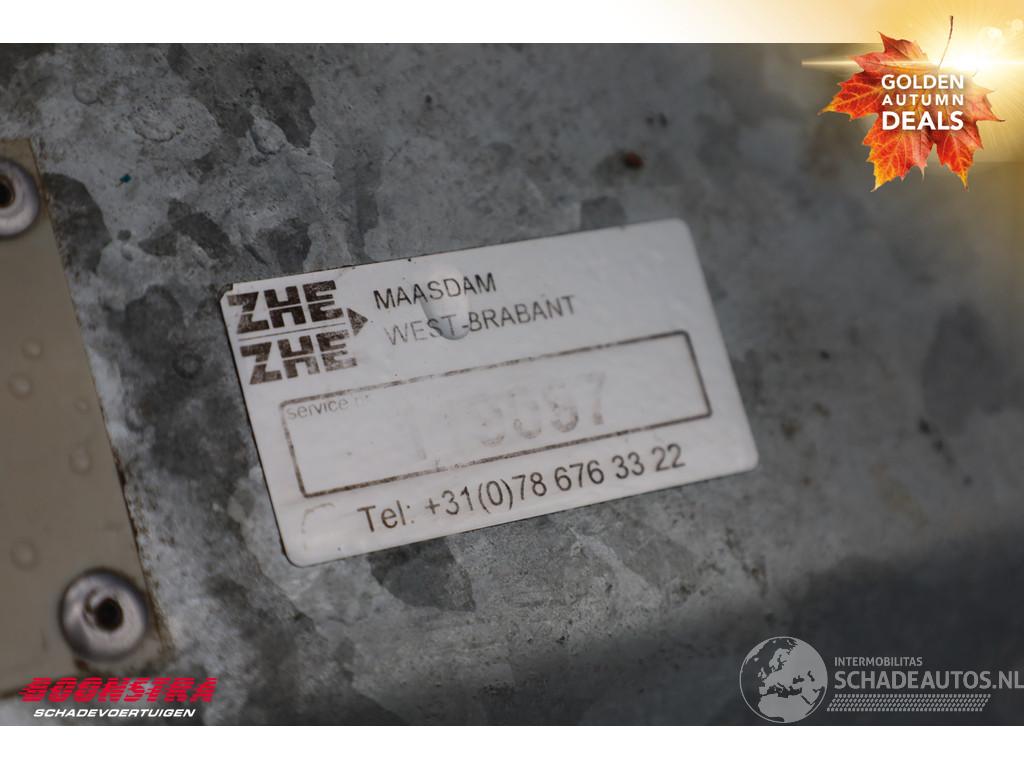 GOLDEN
AUTUMN
DEALS
ZHE
ZHE
MAASDAM
WEST-BRABANT
service
Tel: +31(0)78 676 33 22
BOONSTRA
SCHADEVOERTUIGEN
INTERMOBILITAS
SCHADEAUTOS.NL